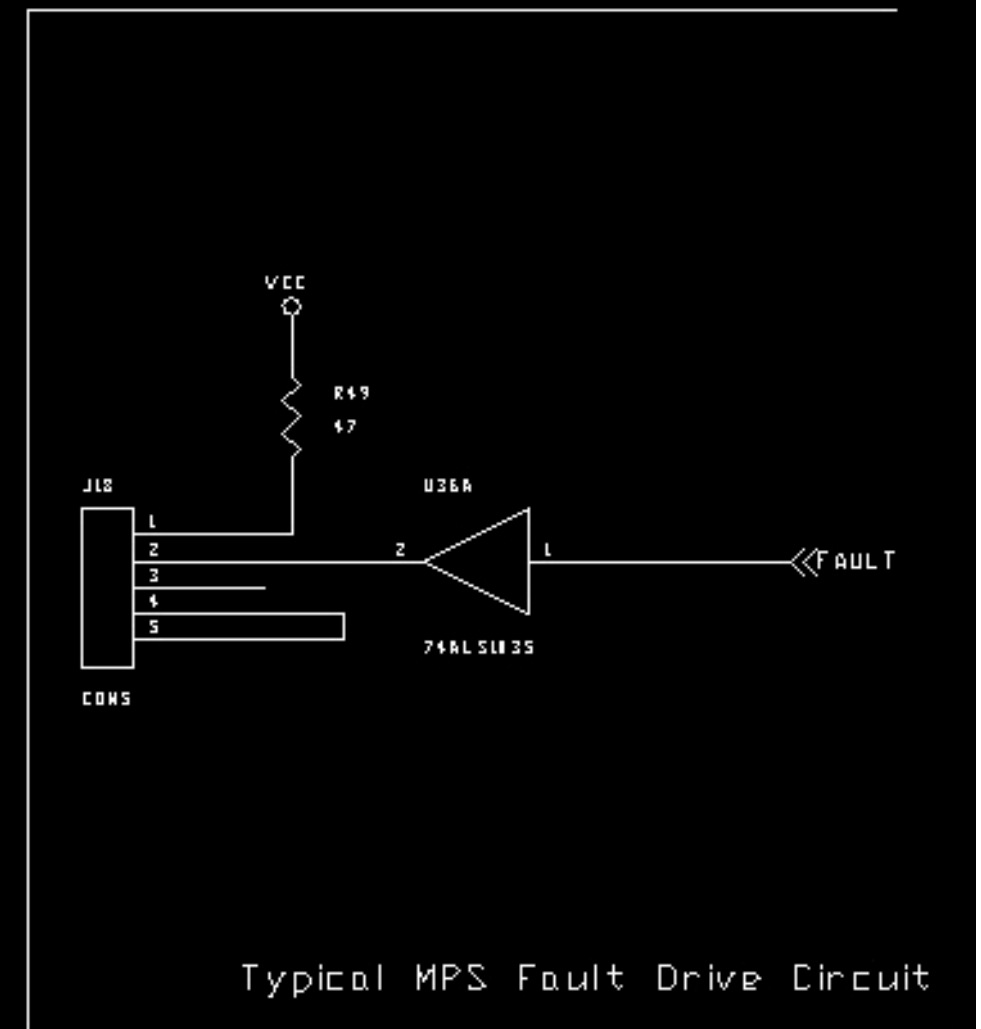 VCC
R49
47
J18
U36A
1
2
2
1
FAULT
3
4
5
74ALS1035
CON5
Typical MPS Fault Drive Circuit